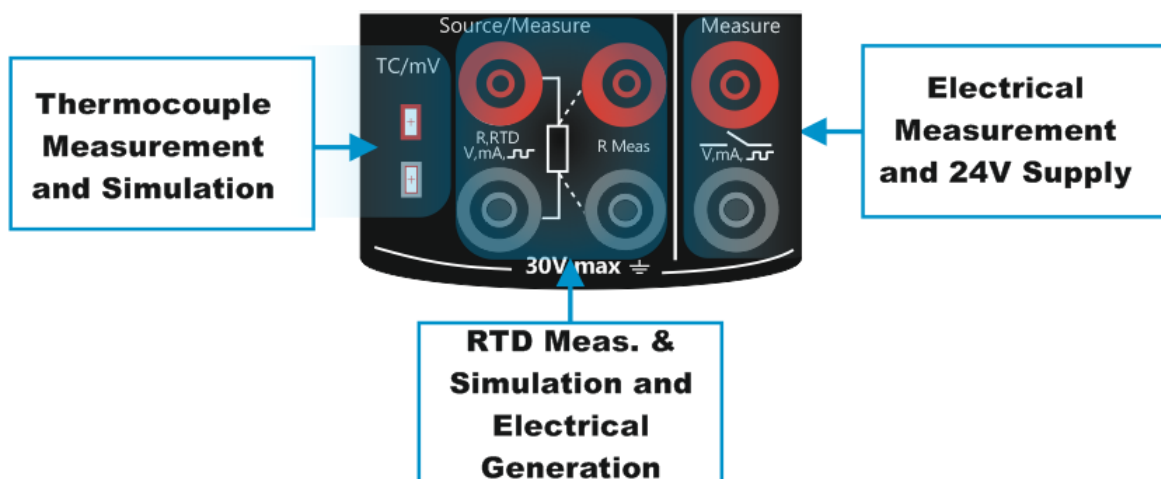 Source/Measure
Measure
TC/mV
R,RTD
V,mA,
R Meas
V,mA,
30V max
Thermocouple
Measurement
and Simulation
Electrical
Measurement
and 24V Supply
RTD Meas. &
Simulation and
Electrical
Generation